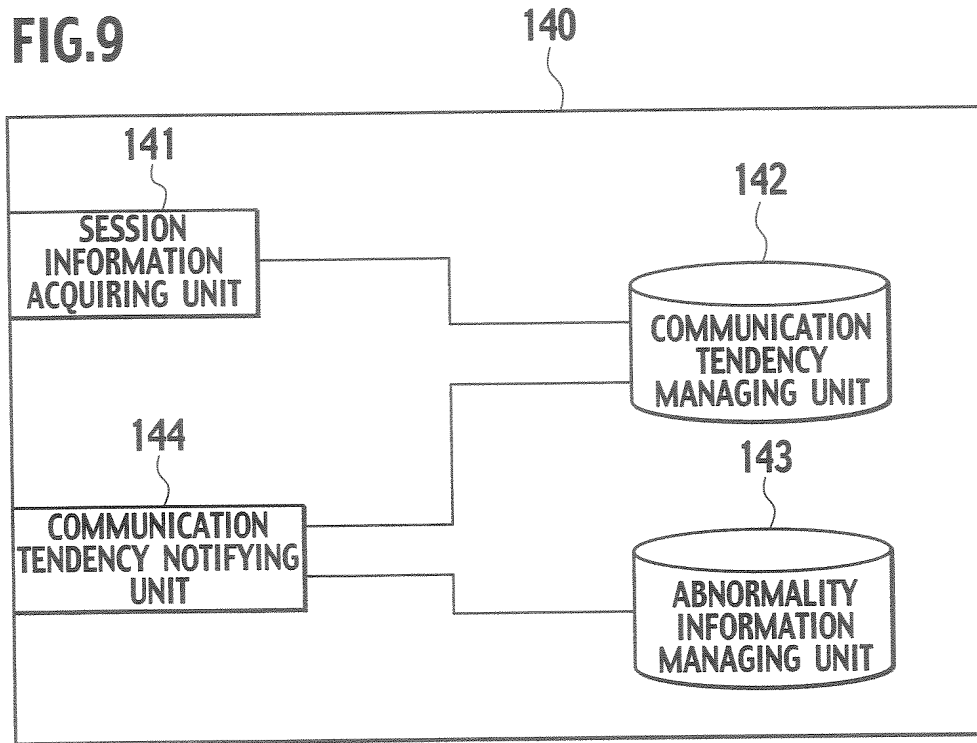 FIG.9
140
141
SESSION
INFORMATION
ACQUIRING UNIT
142
COMMUNICATION
TENDENCY
MANAGING UNIT
144
COMMUNICATION
TENDENCY NOTIFYING
UNIT
143
ABNORMALITY
INFORMATION
MANAGING UNIT